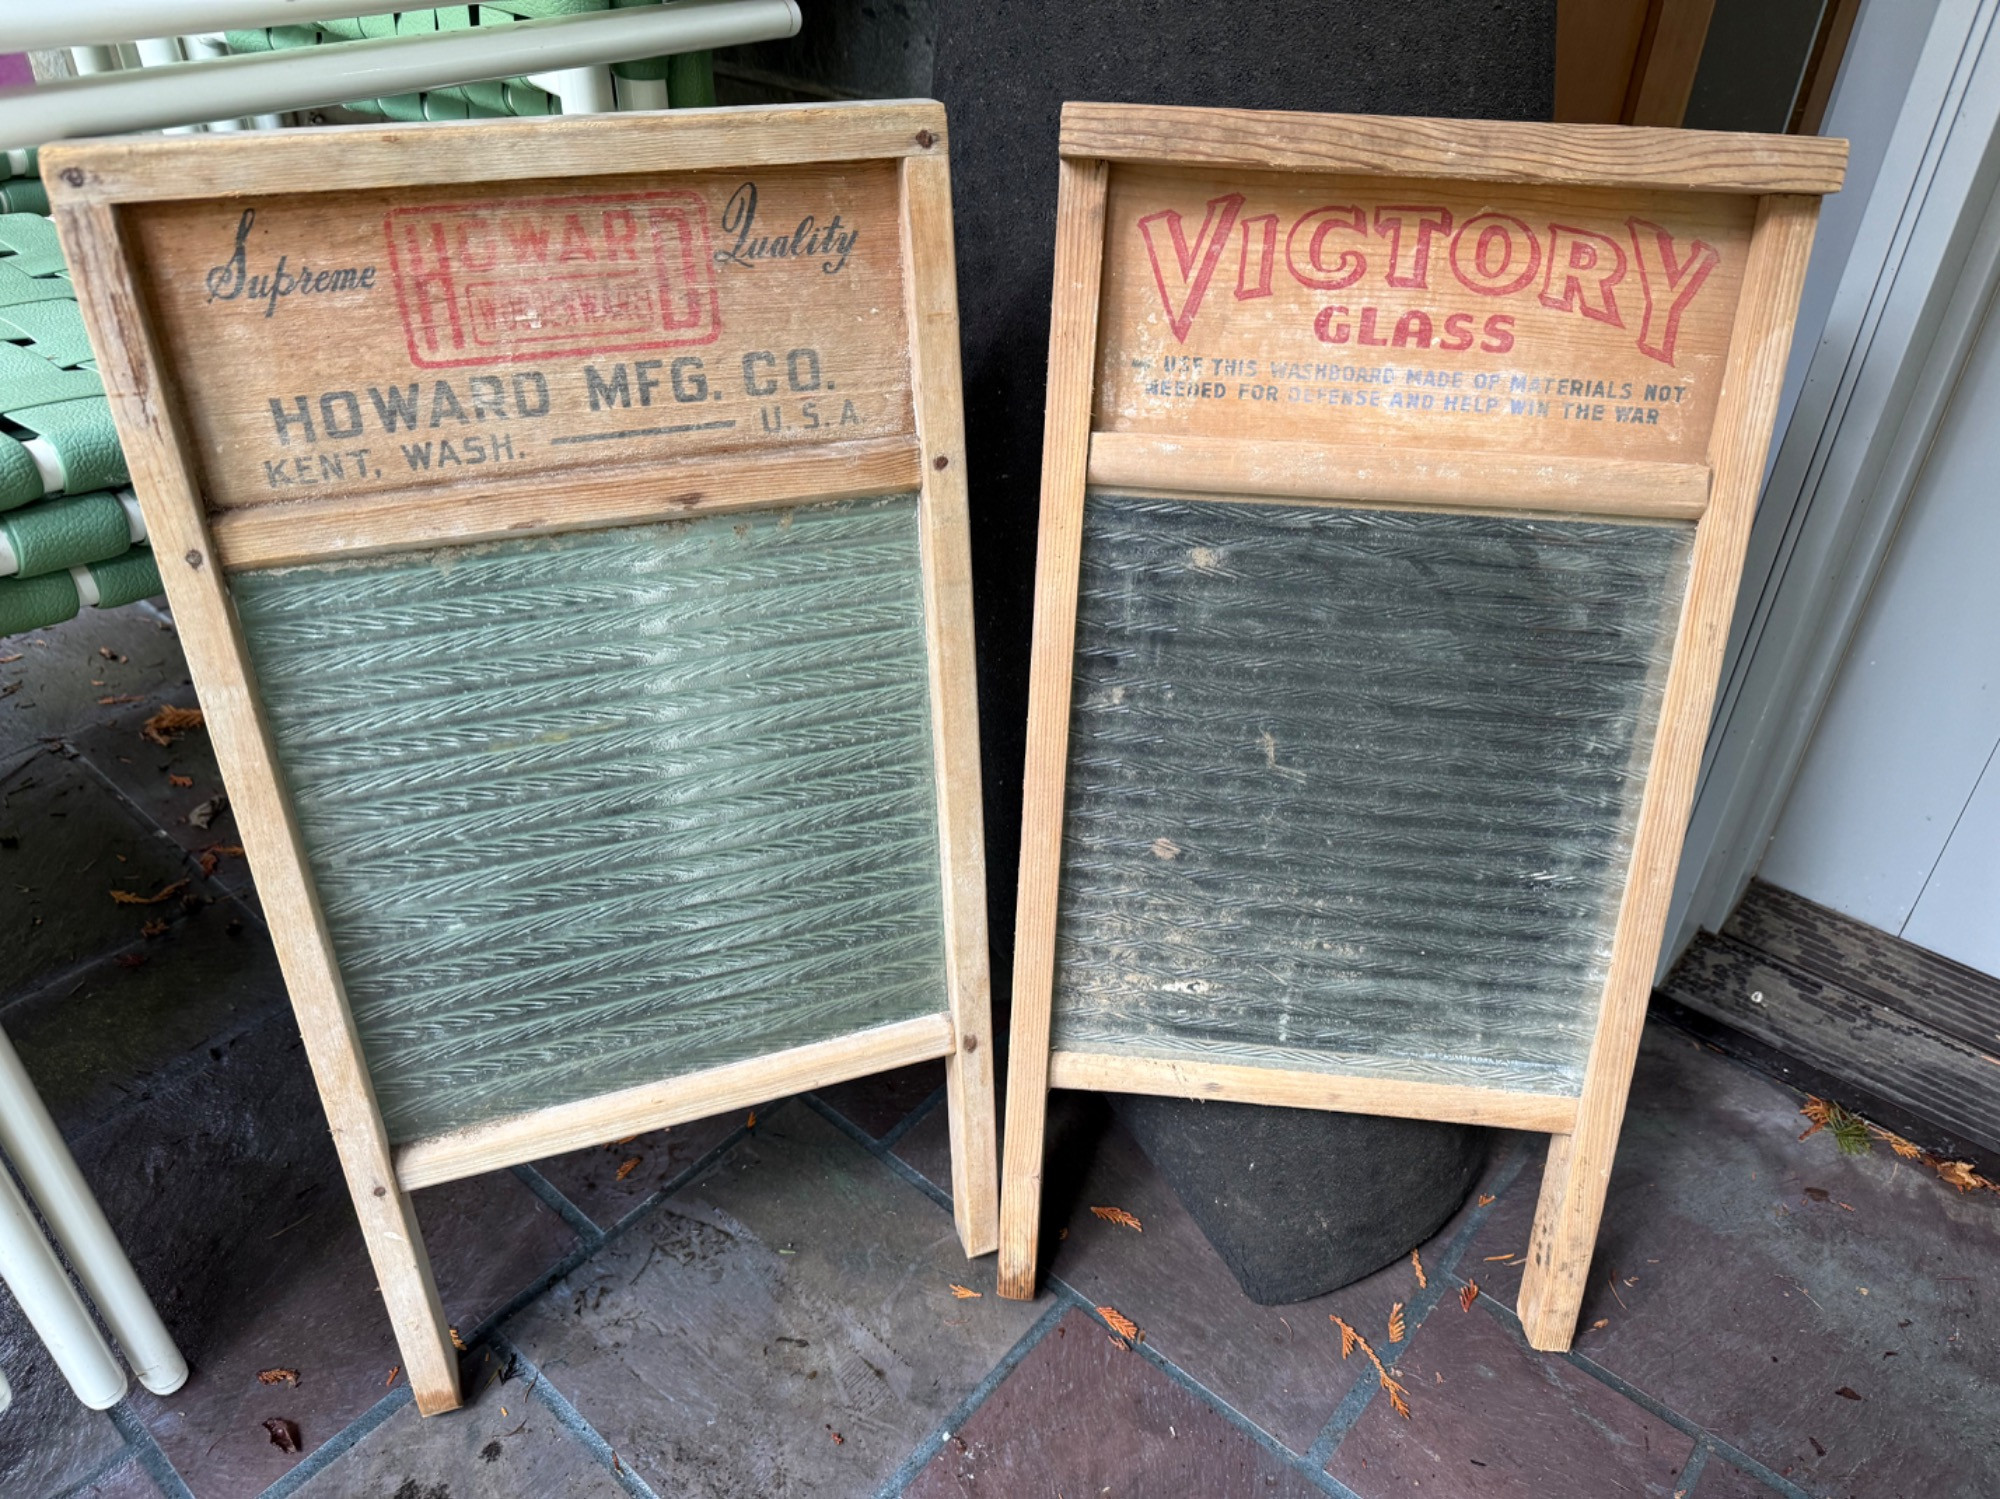 Supreme HOWARD Quality
WOODENWARE
HOWARD MFG. CO.
KENT, WASH. U.S.A.
VICTORY
GLASS
USE THIS WASHBOARD MADE OF MATERIALS NOT
NEEDED FOR DEFENSE AND HELP WIN THE WAR